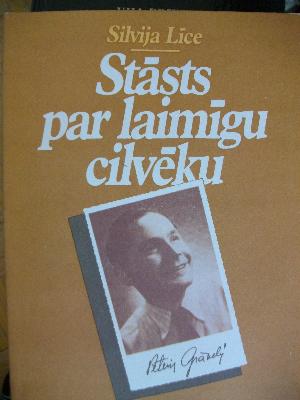 Silvija Līce
Stāsts
par laimīgu
cilvēku